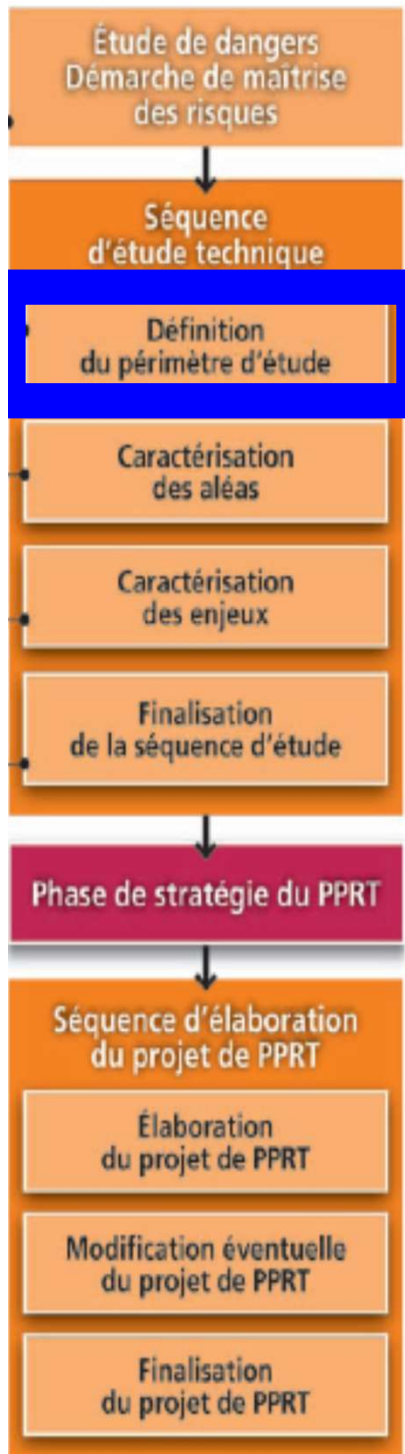 Étude de dangers
Démarche de maîtrise
des risques
Séquence
d'étude technique
Définition
du périmètre d'étude
Caractérisation
des aléas
Caractérisation
des enjeux
Finalisation
de la séquence d'étude
Phase de stratégie du PPRT
Séquence d'élaboration
du projet de PPRT
Élaboration
du projet de PPRT
Modification éventuelle
du projet de PPRT
Finalisation
du projet de PPRT